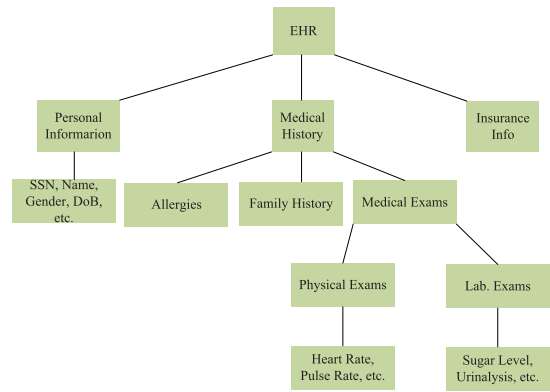 EHR
Personal
Informarion
Medical
History
Insurance
Info
SSN, Name,
Gender, DoB,
etc.
Allergies
Family History
Medical Exams
Physical Exams
Lab. Exams
Heart Rate,
Pulse Rate, etc.
Sugar Level,
Urinalysis, etc.